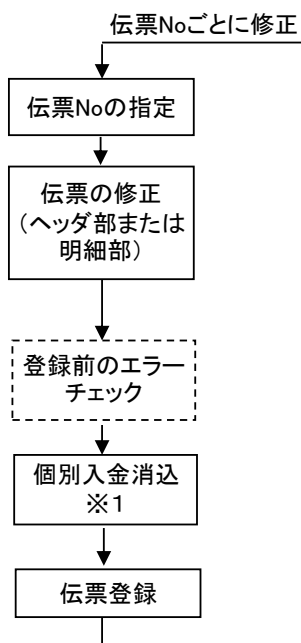 伝票Noごとに修正
伝票Noの指定
伝票の修正
（ヘッダ部または
明細部）
登録前のエラー
チェック
個別入金消込
※１
伝票登録